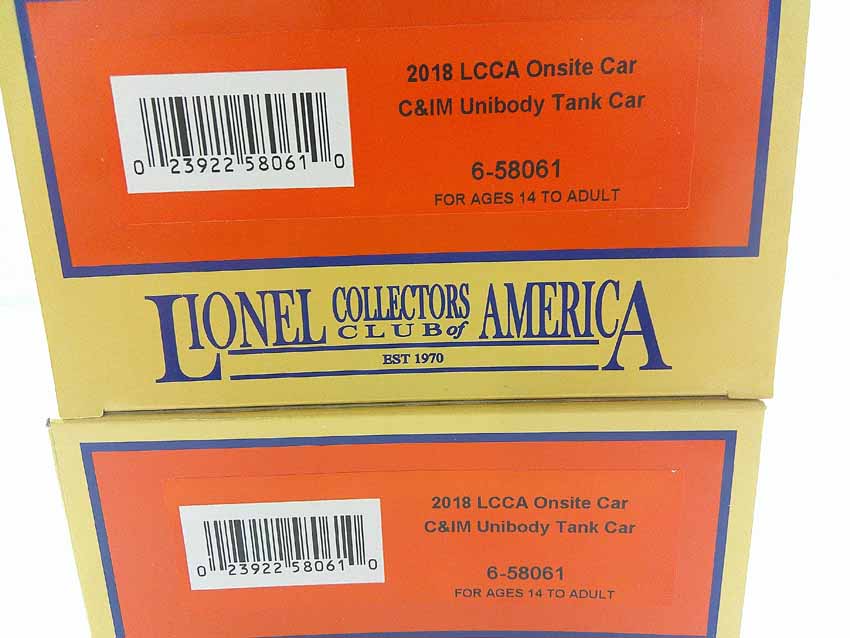 2018 LCCA Onsite Car
C&IM Unibody Tank Car
0 23922 58061 0
6-58061
FOR AGES 14 TO ADULT
LIONEL COLLECTORS CLUB of AMERICA
EST 1970
2018 LCCA Onsite Car
C&IM Unibody Tank Car
0 23922 58061 0
6-58061
FOR AGES 14 TO ADULT